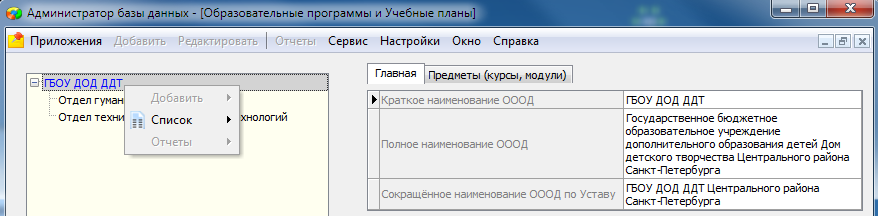 Администратор базы данных - [Образовательные программы и Учебные планы]
Приложения Добавить Редактировать Отчеты Сервис Настройки Окно Справка
ГБОУ ДОД ДДТ
Отдел гуман
Отдел техни
хнологий
Добавить
Список
Отчеты
Главная Предметы (курсы, модули)
Краткое наименование ОООД ГБОУ ДОД ДДТ
Полное наименование ОООД
Государственное бюджетное
образовательное учреждение
дополнительного образования детей Дом
детского творчества Центрального района
Санкт-Петербурга
Сокращённое наименование ОООД по Уставу
ГБОУ ДОД ДДТ Центрального района
Санкт-Петербурга